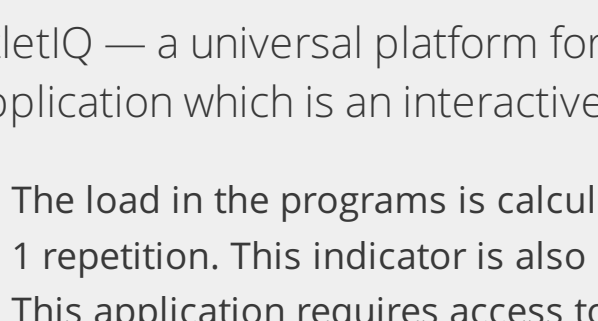 letIQ — a universal platform for
pplication which is an interactive
The load in the programs is calcul
1 repetition. This indicator is also
This application requires access to